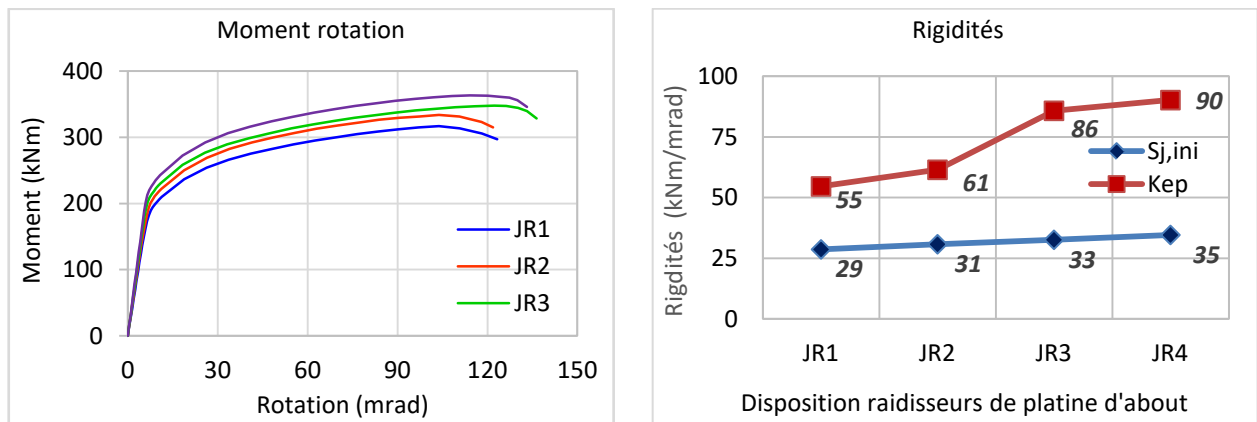 Moment rotation
Moment (kNm)
400
300
200
100
0
0 30 60 90 120 150
Rotation (mrad)
JR1
JR2
JR3
Rigidités
Rigdités (kNm/mrad)
100
75
50
25
0
55 61 86 90
29 31 33 35
Sj,ini
Kep
JR1 JR2 JR3 JR4
Disposition raidisseurs de platine d'about